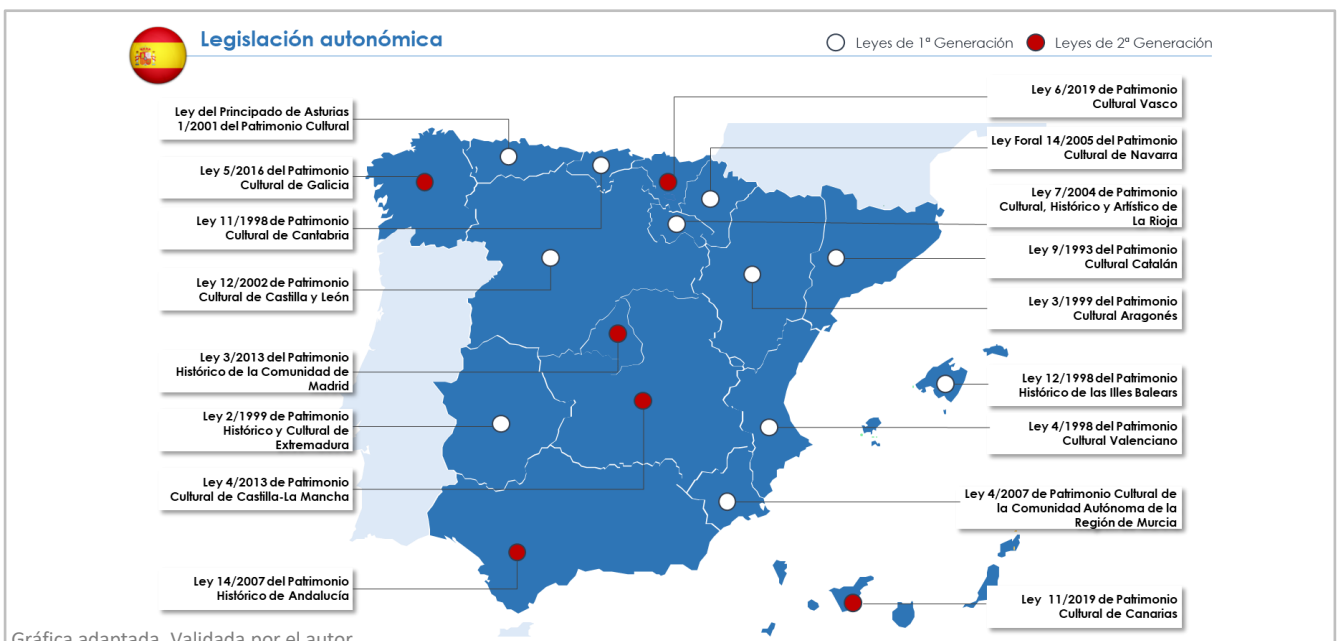 Legislación autonómica
Leyes de 1ª Generación
Leyes de 2ª Generación
Ley del Principado de Asturias
1/2001 del Patrimonio Cultural
Ley 5/2016 del Patrimonio
Cultural de Galicia
Ley 11/1998 de Patrimonio
Cultural de Cantabria
Ley 12/2002 de Patrimonio
Cultural de Castilla y León
Ley 3/2013 del Patrimonio
Histórico de la Comunidad de
Madrid
Ley 2/1999 de Patrimonio
Histórico y Cultural de
Extremadura
Ley 4/2013 del Patrimonio
Cultural de Castilla-La Mancha
Ley 14/2007 del Patrimonio
Histórico de Andalucía
Ley 6/2019 de Patrimonio
Cultural Vasco
Ley Foral 14/2005 del Patrimonio
Cultural de Navarra
Ley 7/2004 de Patrimonio
Cultural, Histórico y Artístico de
La Rioja
Ley 9/1993 del Patrimonio
Cultural Catalán
Ley 3/1999 del Patrimonio
Cultural Aragonés
Ley 12/1998 del Patrimonio
Histórico de las Illes Balears
Ley 4/1998 del Patrimonio
Cultural Valenciano
Ley 4/2007 de Patrimonio Cultural de
la Comunidad Autónoma de la
Región de Murcia
Ley 11/2019 de Patrimonio
Cultural de Canarias
Gráfica adaptada. Validada por el autor